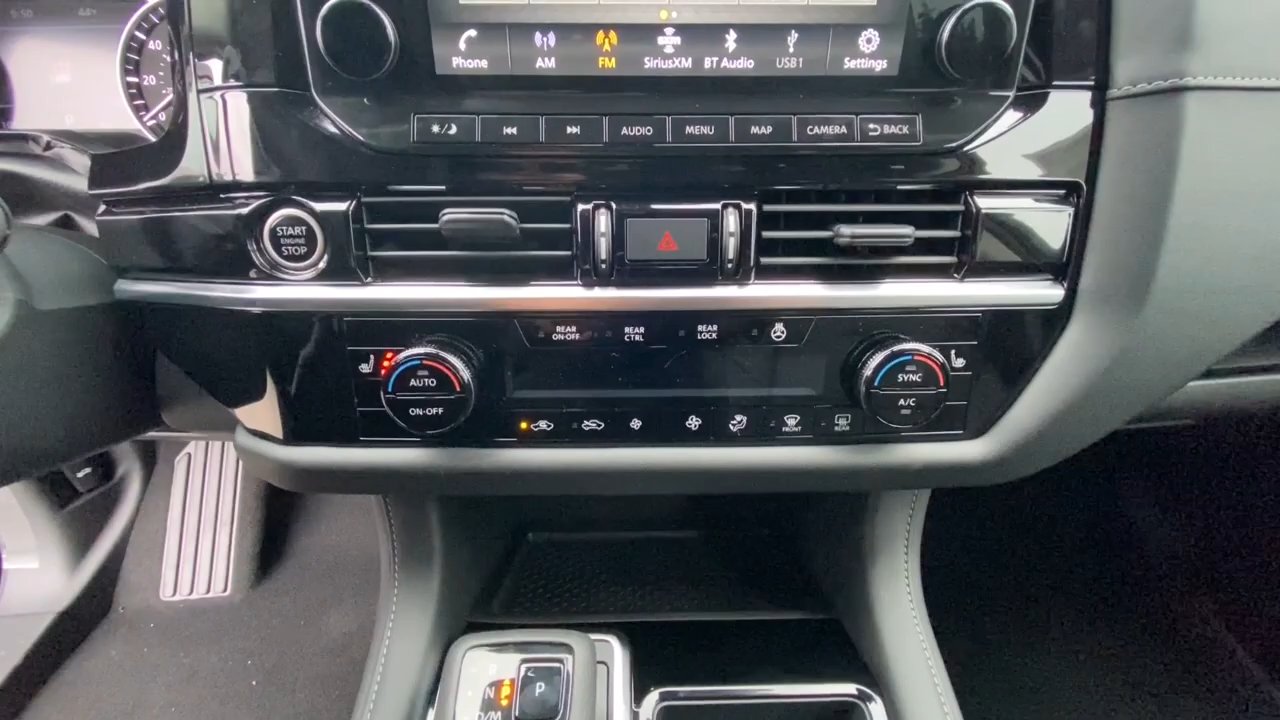 40
20
0
Phone
AM
FM
SiriusXM
BT Audio
USB1
Settings
AUDIO
MENU
MAP
CAMERA
BACK
START
ENGINE
STOP
REAR
ON·OFF
REAR
CTRL
REAR
LOCK
AUTO
ON·OFF
SYNC
A/C
FRONT
REAR
R
N
P
P
D/M